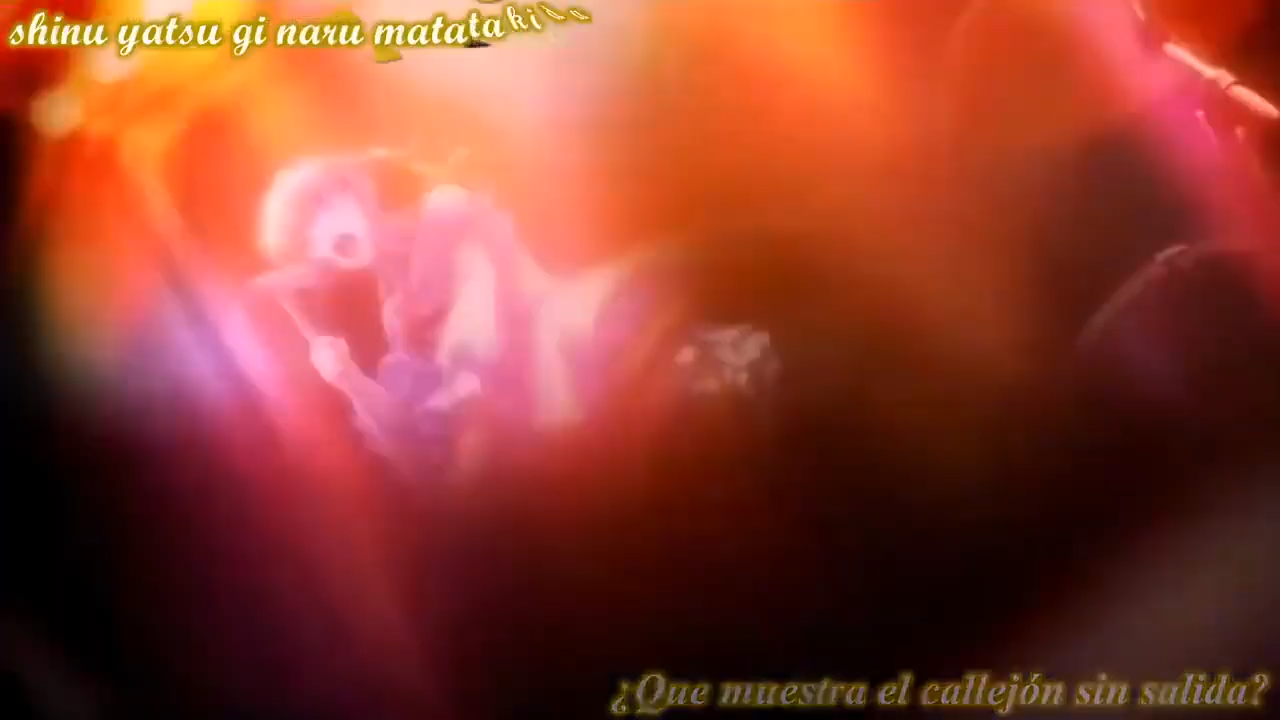 shinu yatsu gi naru matataki
¿Que muestra el callejón sin salida?